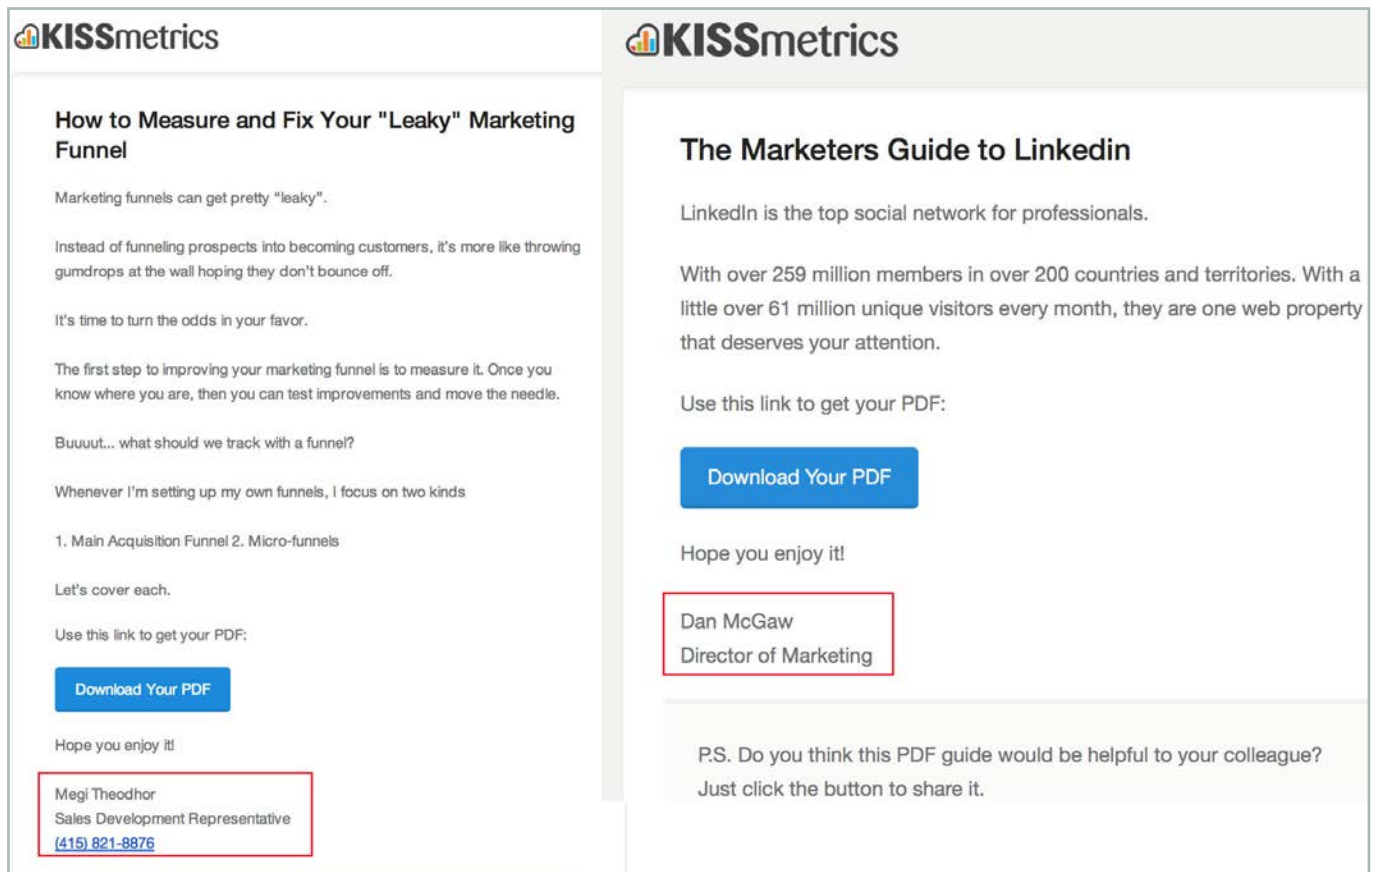 KISSmetrics
How to Measure and Fix Your "Leaky" Marketing
Funnel
Marketing funnels can get pretty “leaky”.
Instead of funneling prospects into becoming customers, it’s more like throwing
gumdrops at the wall hoping they don’t bounce off.
It’s time to turn the odds in your favor.
The first step to improving your marketing funnel is to measure it. Once you
know where you are, then you can test improvements and move the needle.
Buuuut... what should we track with a funnel?
Whenever I’m setting up my own funnels, I focus on two kinds
1. Main Acquisition Funnel 2. Micro-funnels
Let’s cover each.
Use this link to get your PDF:
Download Your PDF
Hope you enjoy it!
Megi Theodhor
Sales Development Representative
(415) 821-8876
KISSmetrics
The Marketers Guide to Linkedin
LinkedIn is the top social network for professionals.
With over 259 million members in over 200 countries and territories. With a
little over 61 million unique visitors every month, they are one web property
that deserves your attention.
Use this link to get your PDF:
Download Your PDF
Hope you enjoy it!
Dan McGaw
Director of Marketing
P.S. Do you think this PDF guide would be helpful to your colleague?
Just click the button to share it.